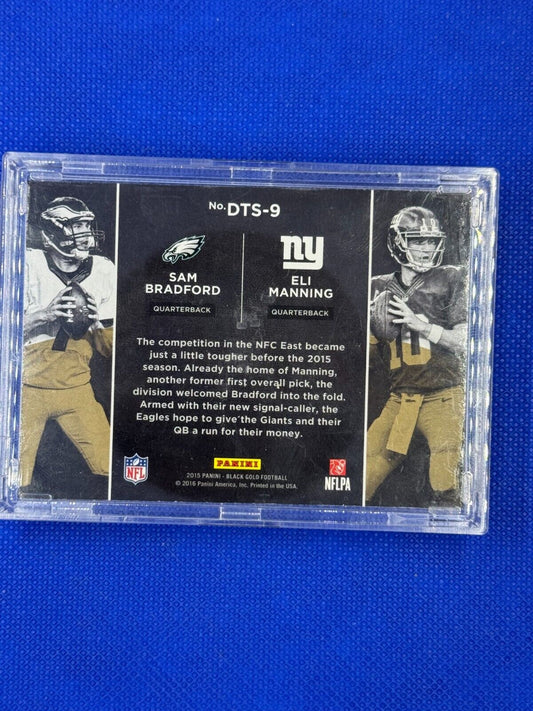 No. DTS-9
SAM
BRADFORD
QUARTERBACK
ny
ELI
MANNING
QUARTERBACK
The competition in the NFC East became
just a little tougher before the 2015
season. Already the home of Manning,
another former first overall pick, the
division welcomed Bradford into the fold.
Armed with their new signal-caller, the
Eagles hope to give the Giants and their
QB a run for their money.
PANINI
2015 PANINI - BLACK GOLD FOOTBALL
© 2016 Panini America, Inc. Printed in the USA.
NFL
NFLPA
10